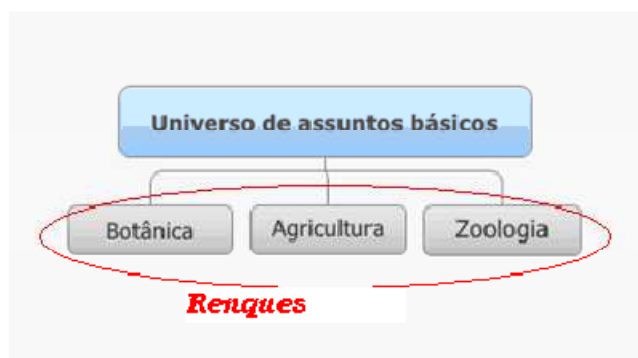 Universo de assuntos básicos
Botânica
Agricultura
Zoologia
Renques